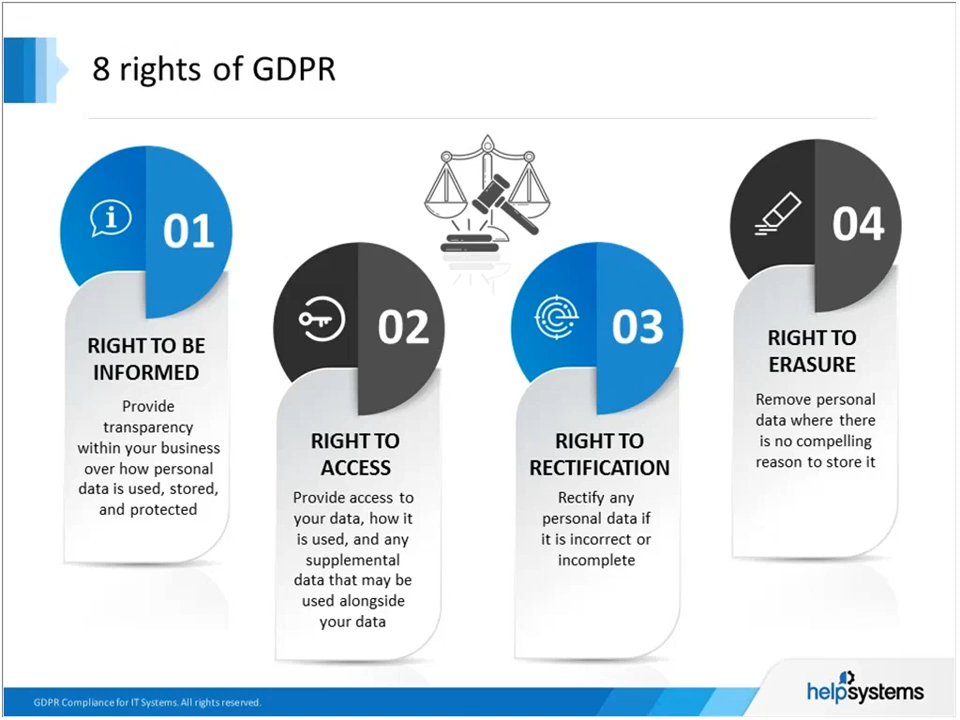 8 rights of GDPR
01
RIGHT TO BE
INFORMED
Provide
transparency
within your business
over how personal
data is used, stored,
and protected
02
RIGHT TO
ACCESS
Provide access to
your data, how it
is used, and any
supplemental
data that may be
used alongside
your data
03
RIGHT TO
RECTIFICATION
Rectify any
personal data if
it is incorrect or
incomplete
04
RIGHT TO
ERASURE
Remove personal
data where there
is no compelling
reason to store it
GDPR Compliance for IT Systems. All rights reserved.
helpsystems